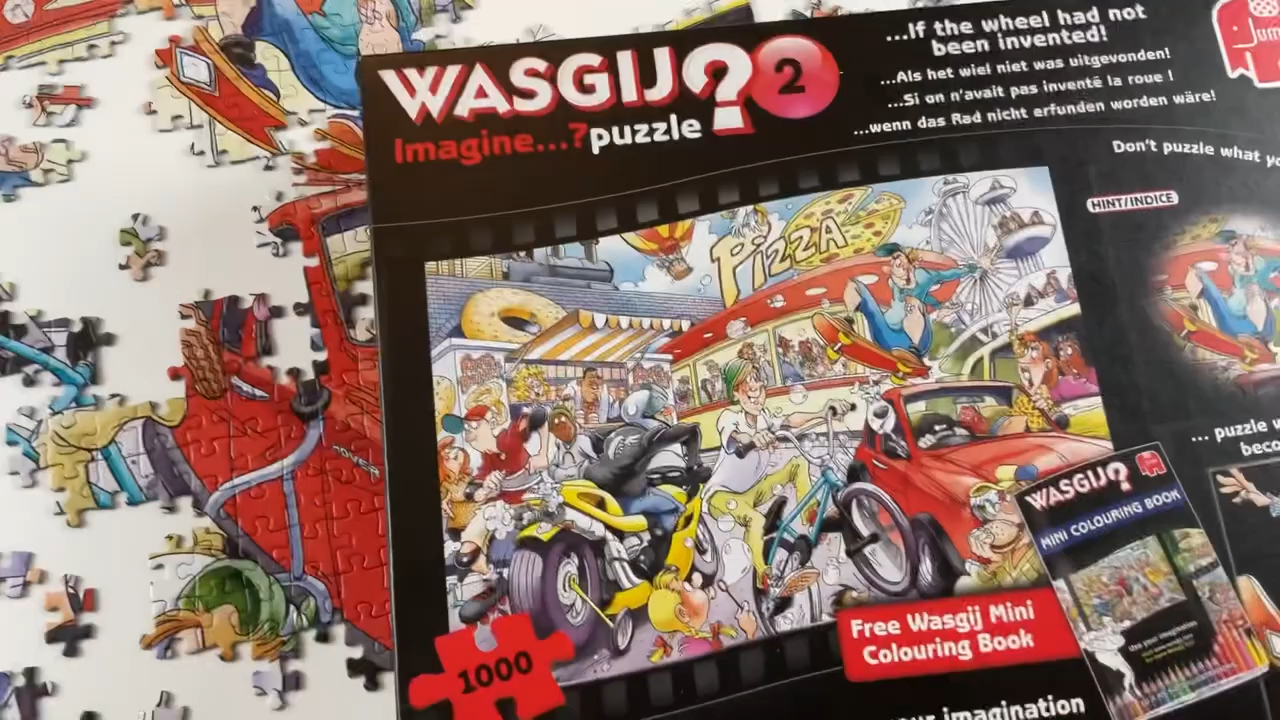 ...If the wheel had not
been invented!
...Als het wiel niet was uitgevonden!
...Si on n'avait pas inventé la roue !
...wenn das Rad nicht erfunden worden wäre!
WASGIJ? 2
Imagine...?puzzle
Don't puzzle what
HINT/INDICE
PIZZA
... puzzle
ROVER
WASGIJ?
MINI COLOURING BOOK
Free Wasgij Mini
Colouring Book
1000
imagination